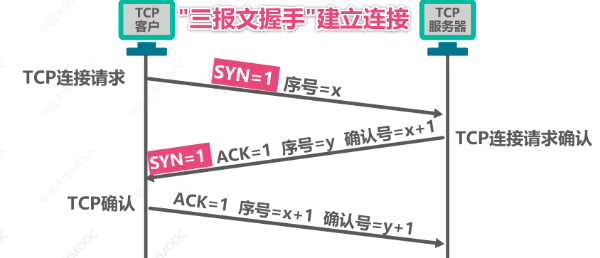 TCP
客户
"三报文握手"建立连接
TCP
服务器
TCP连接请求
SYN=1 序号=x
SYN=1 ACK=1 序号=y 确认号=x+1
TCP连接请求确认
TCP确认
ACK=1 序号=x+1 确认号=y+1